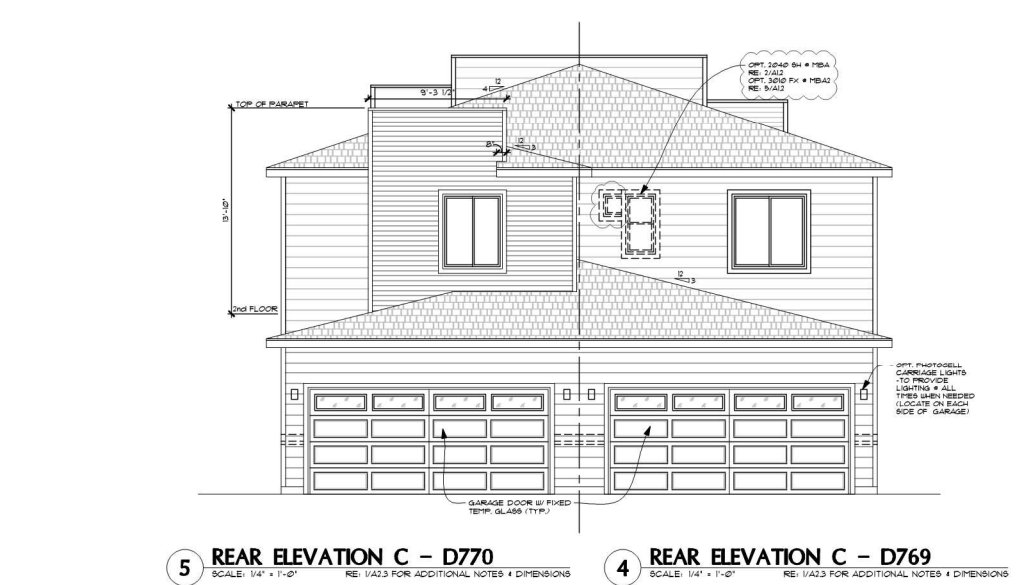 OPT. 2040 SH @ MBA
RE: 2/A1.2
OPT. 3010 FX @ MBA2
RE: 5/A1.2
12
4
9'-3 1/2"
TOP OF PARAPET
8"
12
3
13'-10"
12
3
2nd FLOOR
OPT. PHOTOCELL
CARRIAGE LIGHTS
-TO PROVIDE
LIGHTING @ ALL
TIMES WHEN NEEDED
(LOCATE ON EACH
SIDE OF GARAGE)
GARAGE DOOR W/ FIXED
TEMP. GLASS (TYP.)
5 REAR ELEVATION C - D770
SCALE: 1/4" = 1'-0" RE: 1/A2.3 FOR ADDITIONAL NOTES & DIMENSIONS
4 REAR ELEVATION C - D769
SCALE: 1/4" = 1'-0" RE: 1/A2.3 FOR ADDITIONAL NOTES & DIMENSIONS